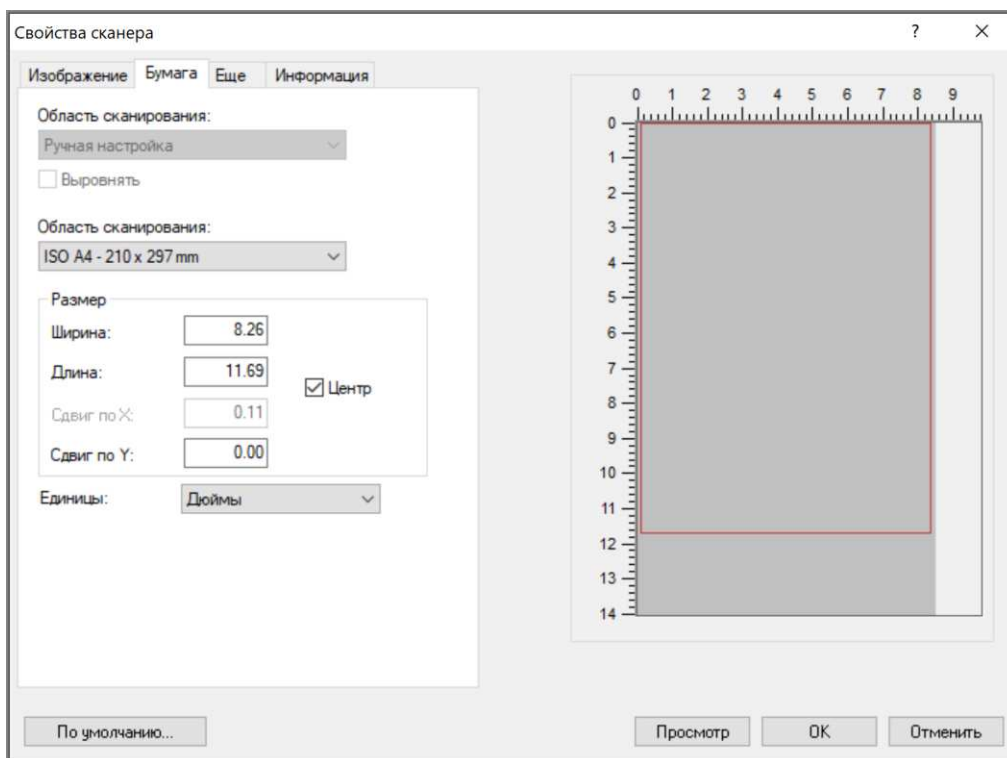 Свойства сканера ? ×
Изображение Бумага Еще Информация
Область сканирования:
Ручная настройка
Выровнять
Область сканирования:
ISO A4 - 210 x 297 mm
Размер
Ширина: 8.26
Длина: 11.69
Центр
Сдвиг по X: 0.11
Сдвиг по Y: 0.00
Единицы: Дюймы
0 1 2 3 4 5 6 7 8 9
0
1
2
3
4
5
6
7
8
9
10
11
12
13
14
По умолчанию... Просмотр OK Отменить